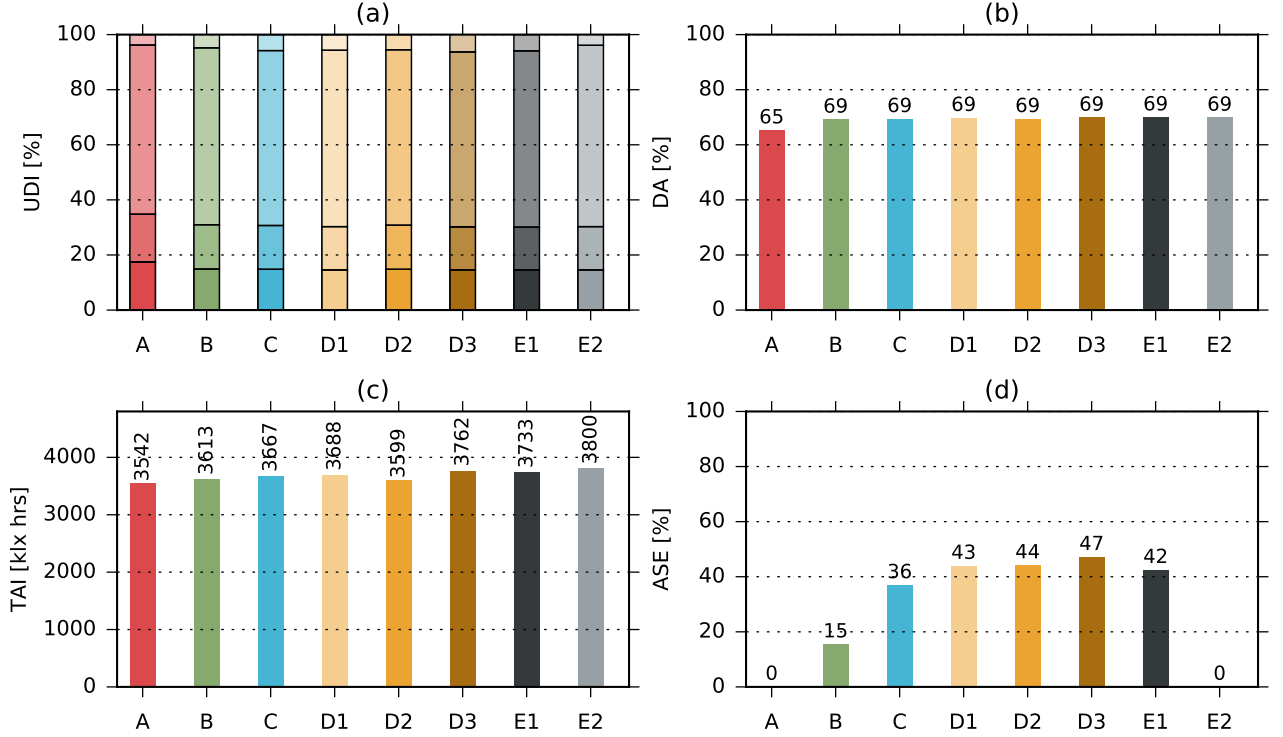 (a)
UDI [%]
100
80
60
40
20
0
A B C D1 D2 D3 E1 E2
(b)
DA [%]
100
80
60
40
20
0
65 69 69 69 69 69 69 69
A B C D1 D2 D3 E1 E2
(c)
TAI [klx hrs]
4000
3000
2000
1000
0
3542 3613 3667 3688 3599 3762 3733 3800
A B C D1 D2 D3 E1 E2
(d)
ASE [%]
100
80
60
40
20
0
0 15 36 43 44 47 42 0
A B C D1 D2 D3 E1 E2